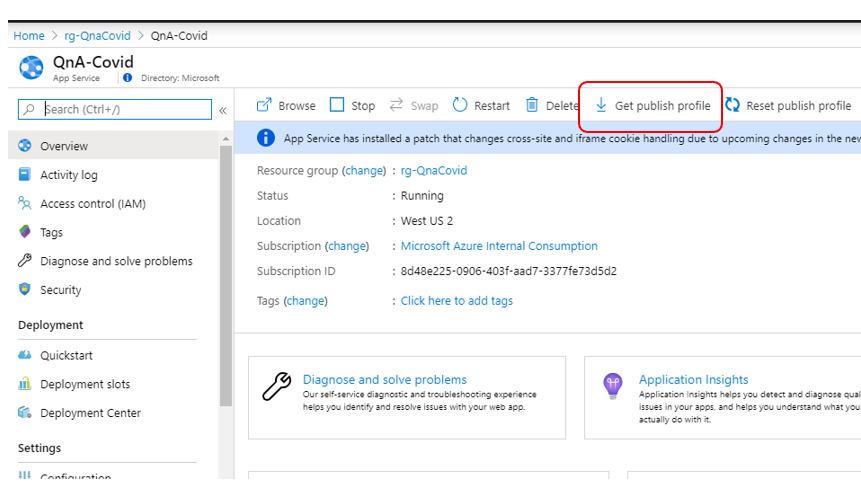 Home > rg-QnaCovid > QnA-Covid
QnA-Covid
App Service
Directory: Microsoft
Search (Ctrl+/)
«
Overview
Activity log
Access control (IAM)
Tags
Diagnose and solve problems
Security
Deployment
Quickstart
Deployment slots
Deployment Center
Settings
Configuration
Browse Stop Swap Restart Delete Get publish profile Reset publish profile
App Service has installed a patch that changes cross-site and iframe cookie handling due to upcoming changes in the new
Resource group (change) : rg-QnaCovid
Status : Running
Location : West US 2
Subscription (change) : Microsoft Azure Internal Consumption
Subscription ID : 8d48e225-0906-403f-aad7-3377fe73d5d2
Tags (change) : Click here to add tags
Diagnose and solve problems
Our self-service diagnostic and troubleshooting experience
helps you identify and resolve issues with your web app.
Application Insights
Application Insights helps you detect and diagnose qual
issues in your apps, and helps you understand what you
actually do with it.